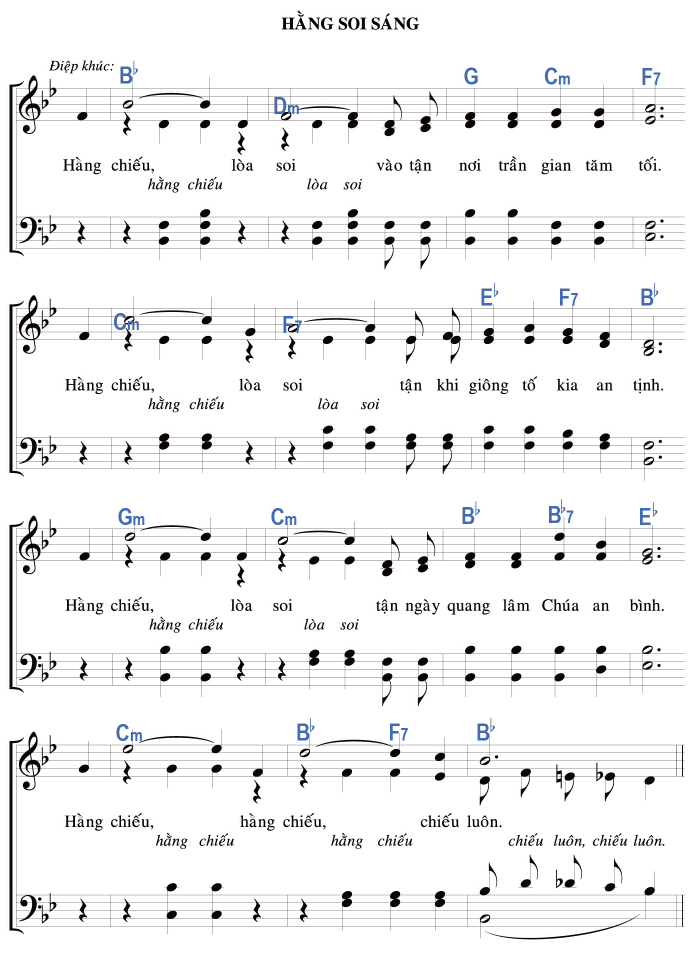 HẰNG SOI SÁNG
Điệp khúc:
B♭ Dm G Cm F7
Hằng chiếu, lòa soi vào tận nơi trần gian tăm tối.
hằng chiếu lòa soi
Cm F7 E♭ F7 B♭
Hằng chiếu, lòa soi tận khi giông tố kia an tịnh.
hằng chiếu lòa soi
Gm Cm B♭ B♭7 E♭
Hằng chiếu, lòa soi tận ngày quang lâm Chúa an bình.
hằng chiếu lòa soi
Cm B♭ F7 B♭
Hằng chiếu, hằng chiếu, chiếu luôn.
hằng chiếu hằng chiếu chiếu luôn, chiếu luôn.